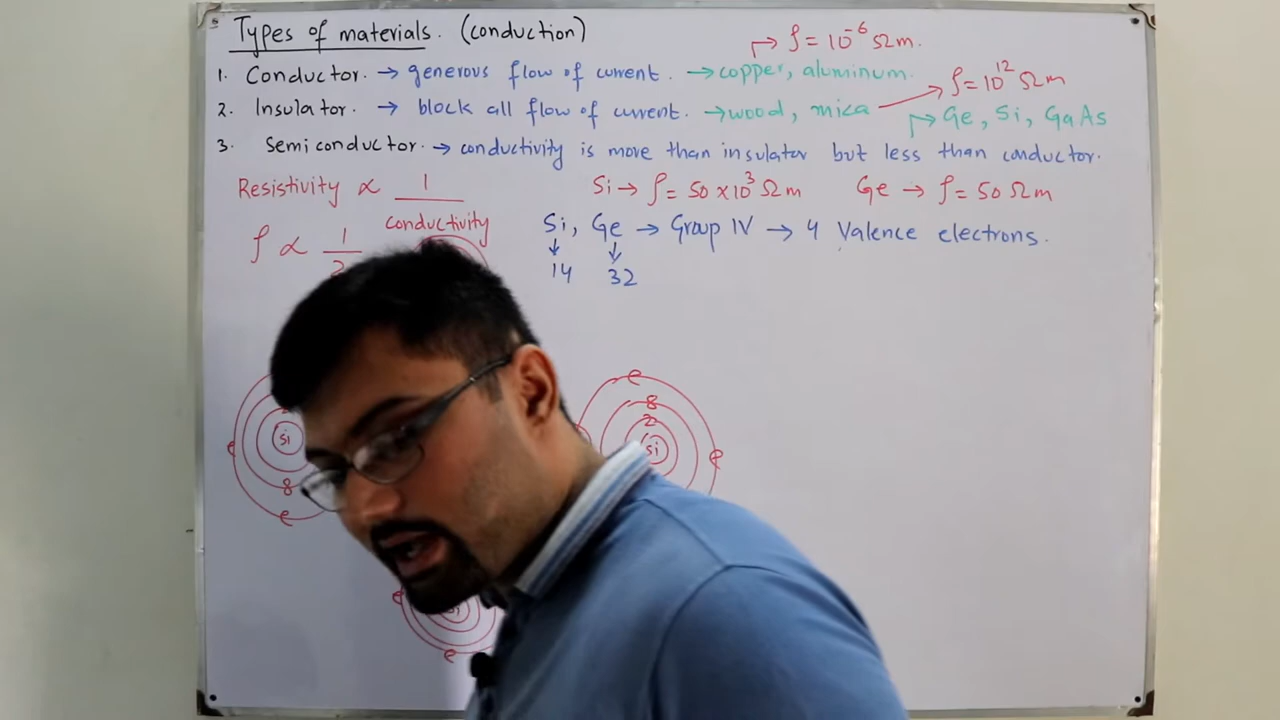 Types of materials. (conduction)
ρ = 10⁻⁶ Ωm.
1. Conductor. → generous flow of current. → copper, aluminum.
ρ = 10¹² Ωm
2. Insulator. → block all flow of current. → wood, mica
→ Ge, Si, GaAs
3. Semiconductor. → conductivity is more than insulator but less than conductor.
Resistivity ∝ 1 / conductivity
Si → ρ = 50 × 10³ Ωm
Ge → ρ = 50 Ωm
ρ ∝ 1
Si, Ge → Group IV → 4 Valence electrons.
14 32
Si
8
e
e
8
2
Si
e
e
e